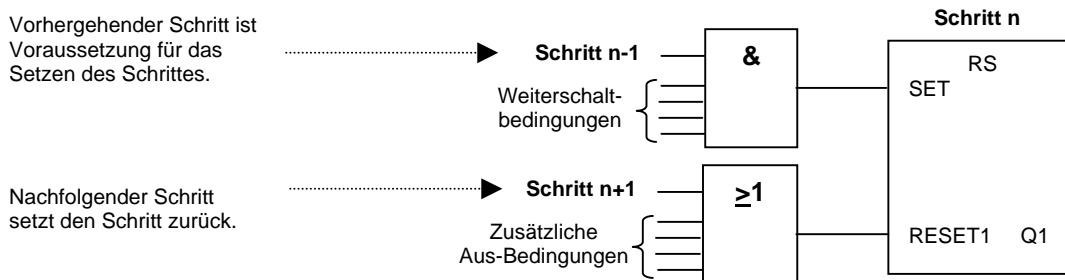 Vorhergehender Schritt ist
Voraussetzung für das
Setzen des Schrittes.
Schritt n-1
Weiterschalt-
bedingungen
&
Schritt n
RS
SET
Nachfolgender Schritt
setzt den Schritt zurück.
Schritt n+1
Zusätzliche
Aus-Bedingungen
≥1
RESET1 Q1